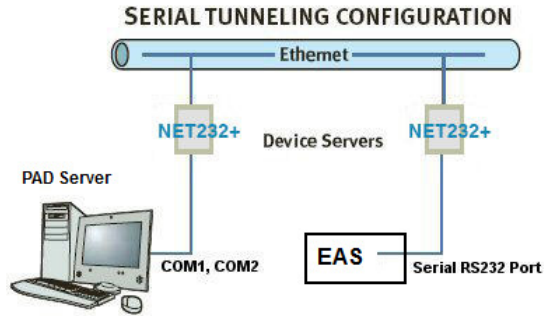 SERIAL TUNNELING CONFIGURATION
Ethernet
NET232+
Device Servers
NET232+
PAD Server
COM1, COM2
EAS
Serial RS232 Port